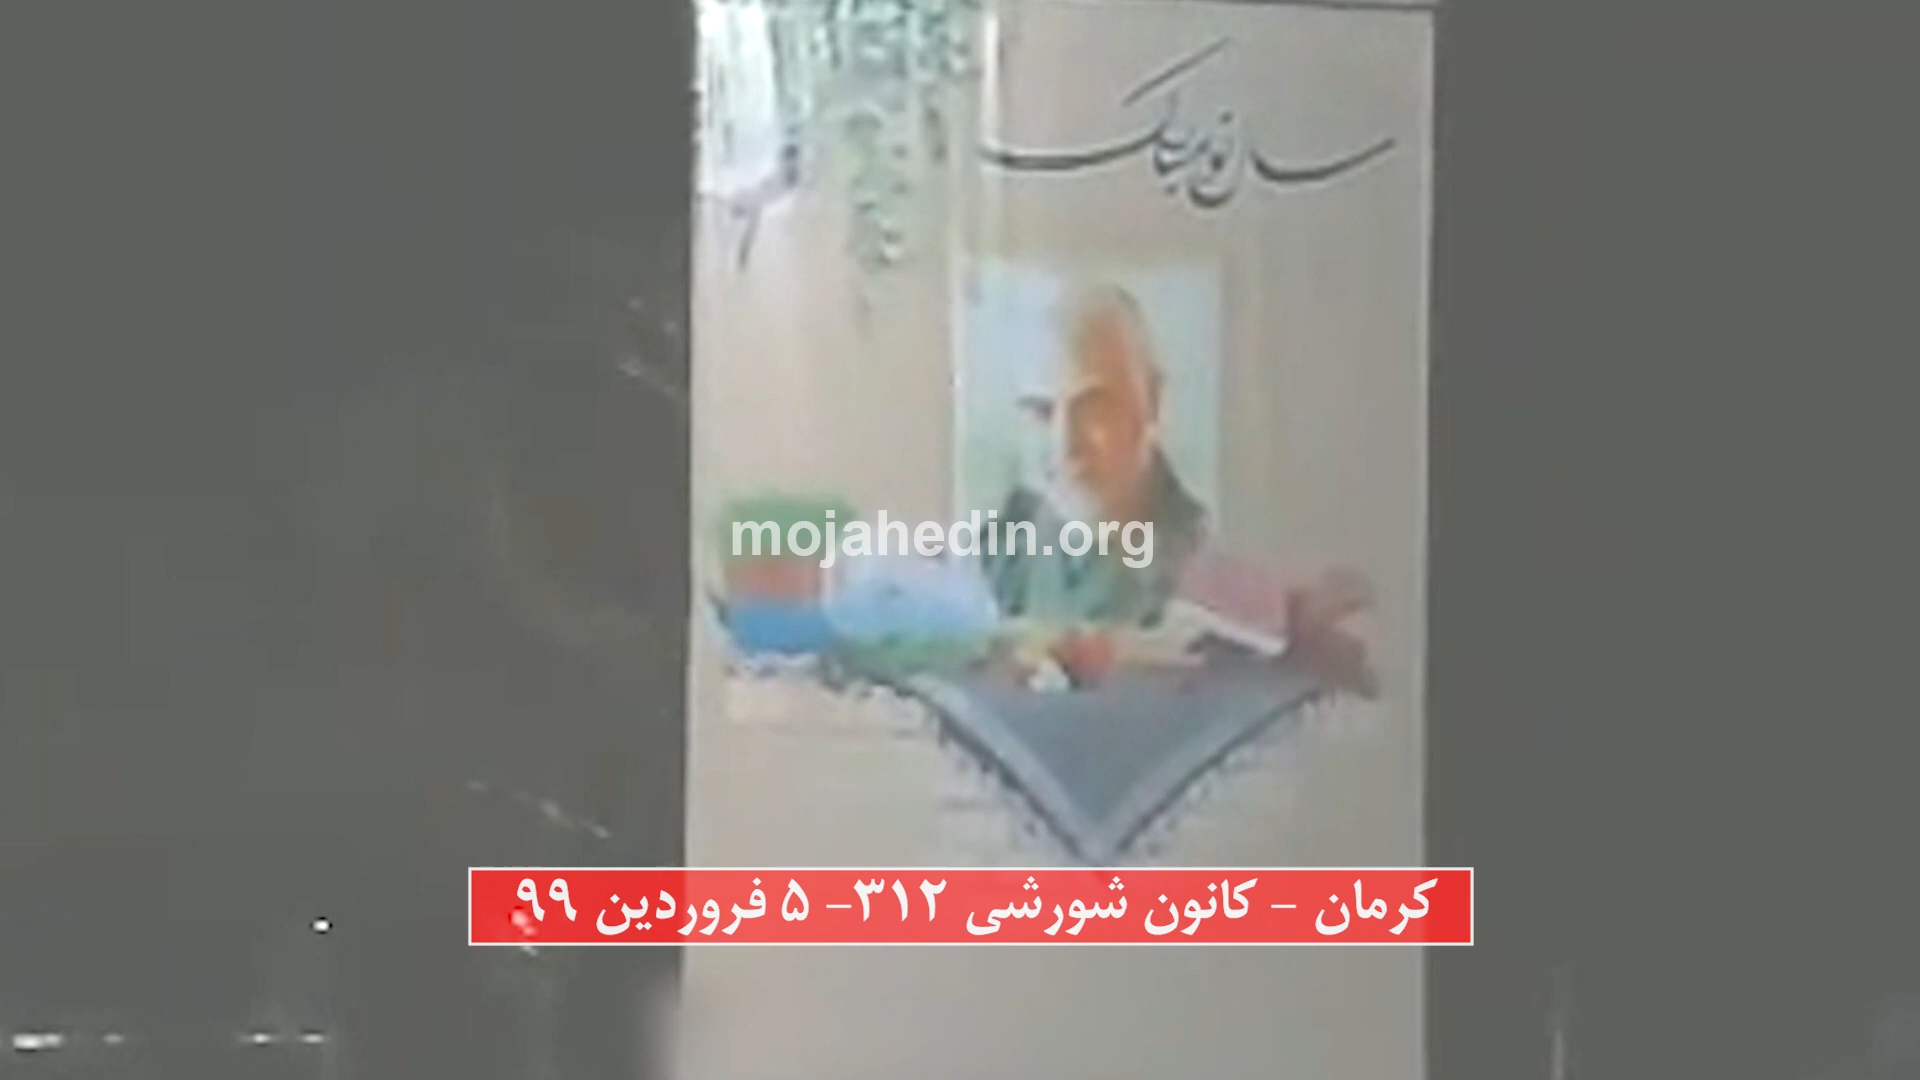 سال نو مبارک
mojahedin.org
کرمان - کانون شورشی ۳۱۲- ۵ فروردین ۹۹